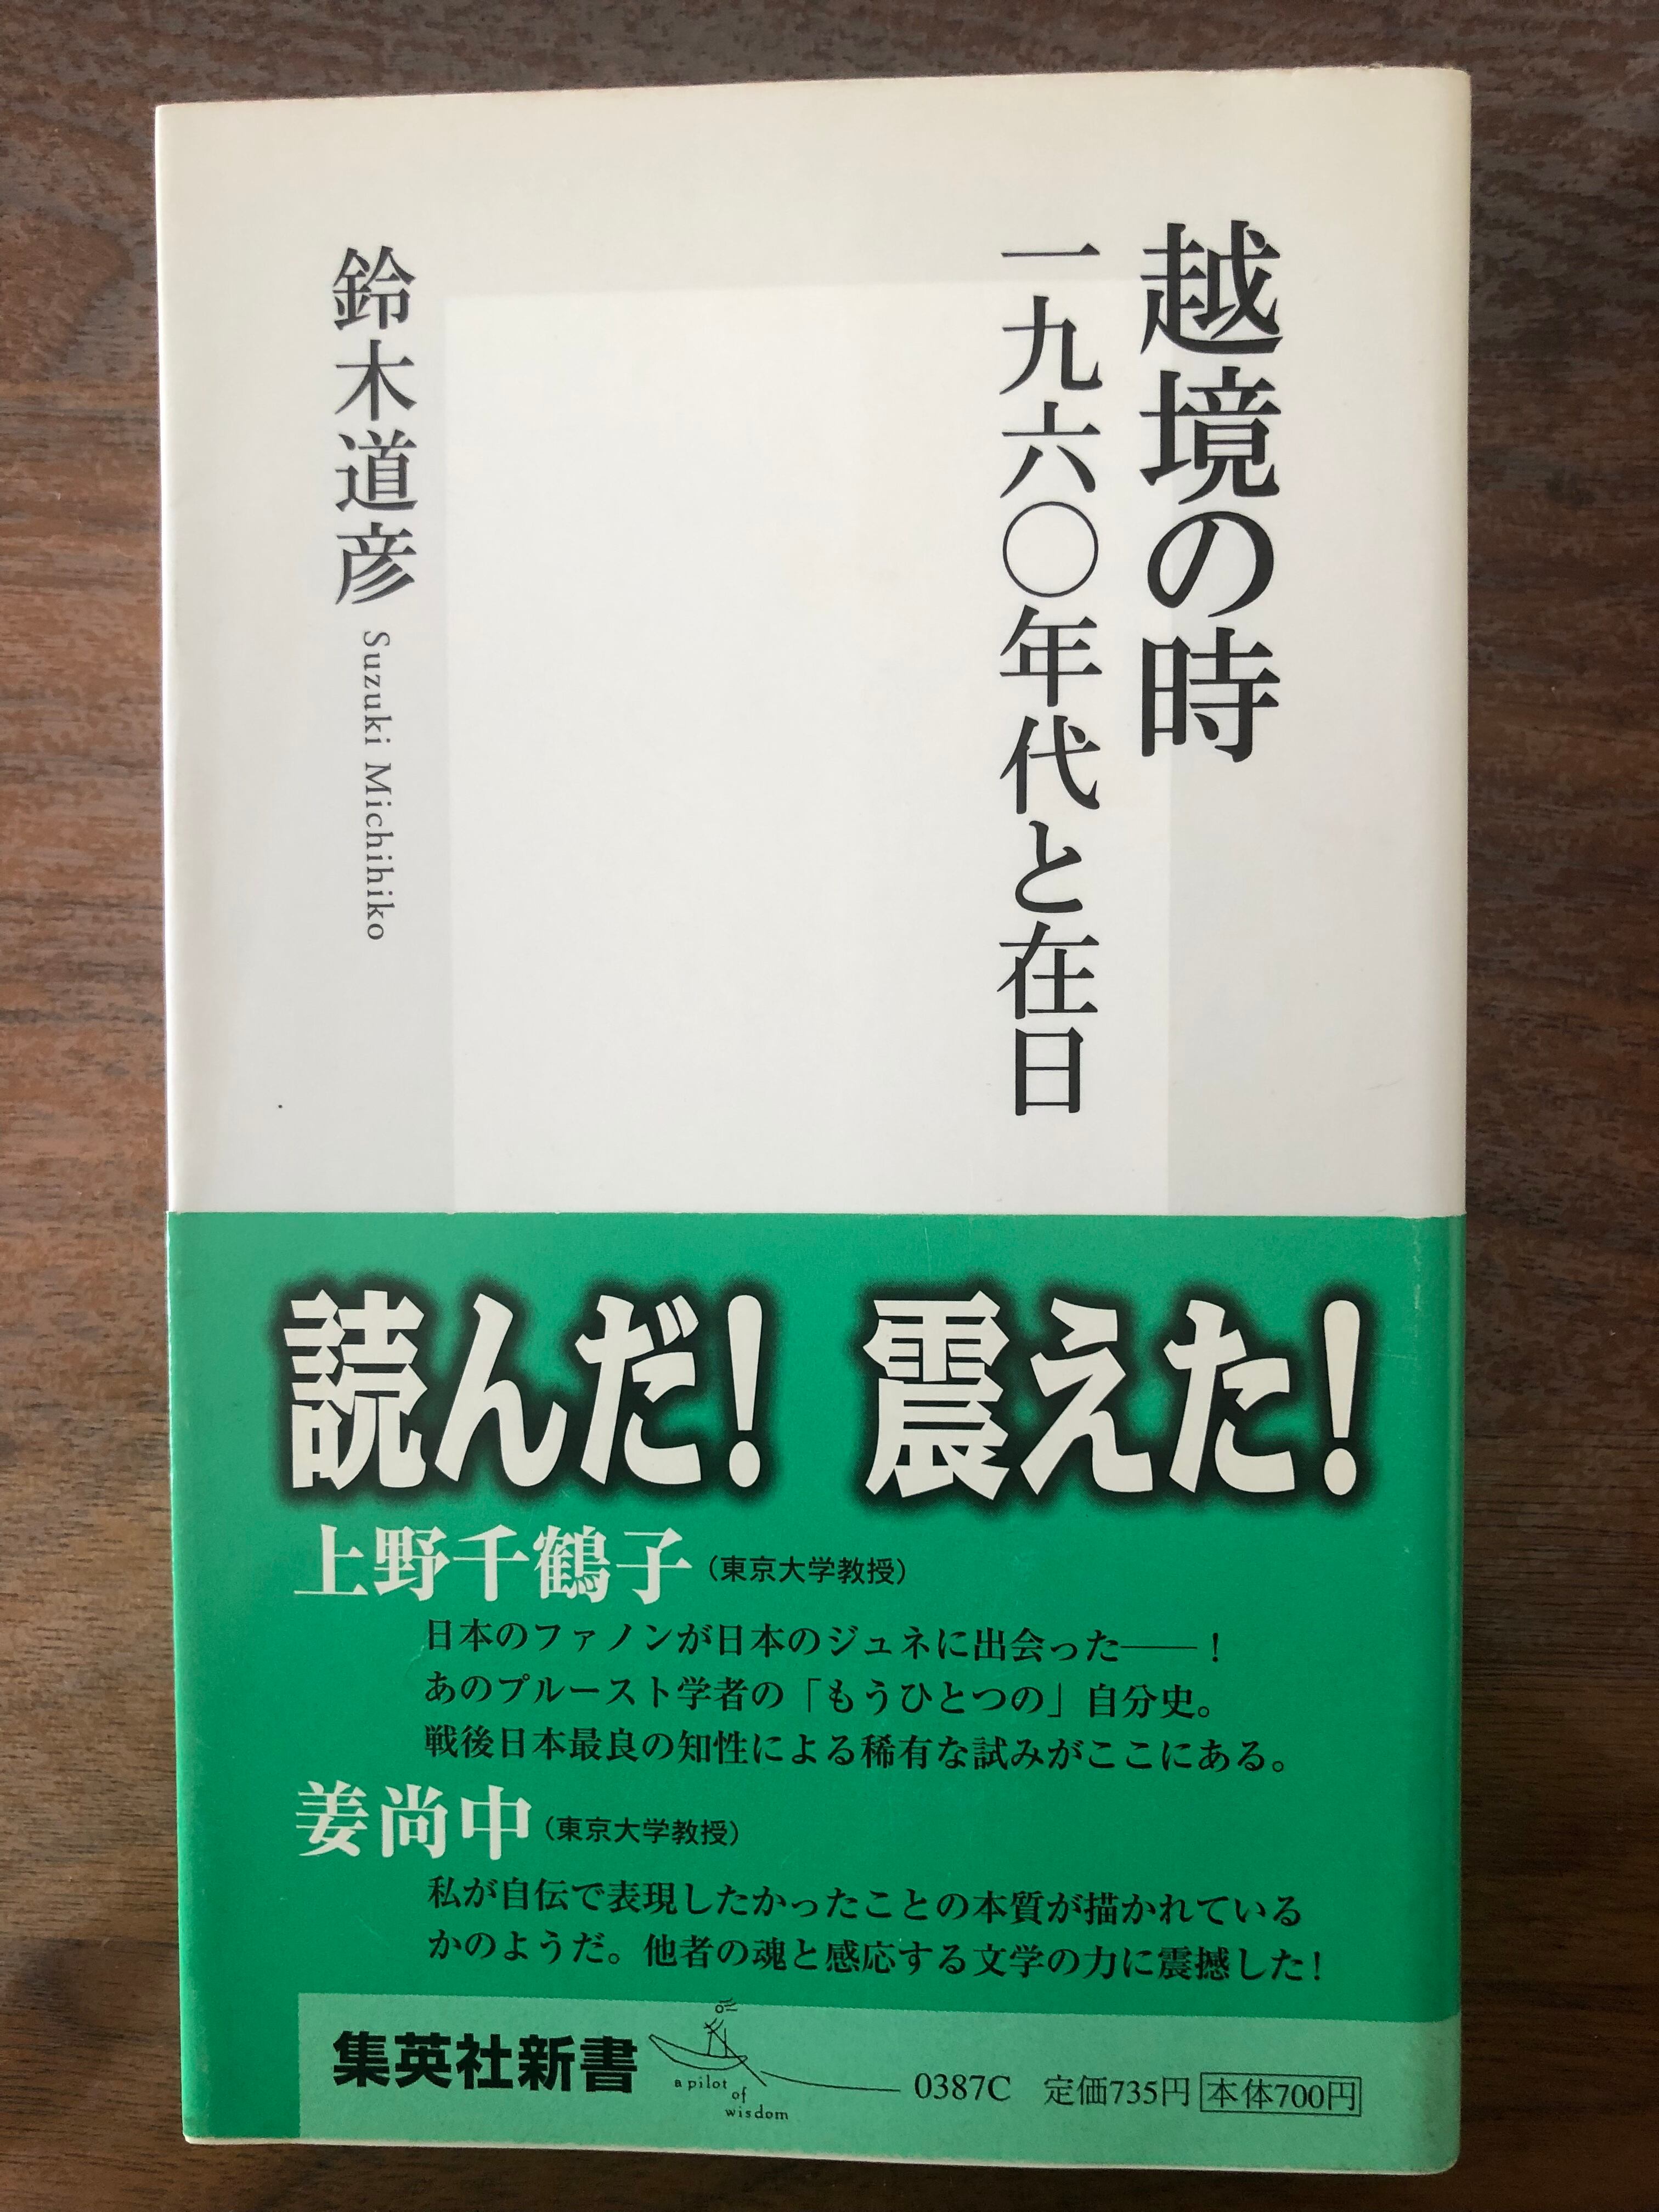 越境の時
一九六〇年代と在日
鈴木道彦 Suzuki Michihiko
読んだ! 震えた!
上野千鶴子(東京大学教授)
日本のファノンが日本のジュネに出会った――!
あのプルースト学者の「もうひとつの」自分史。
戦後日本最良の知性による稀有な試みがここにある。
姜尚中(東京大学教授)
私が自伝で表現したかったことの本質が描かれている
かのようだ。他者の魂と感応する文学の力に震撼した!
集英社新書
a pilot
of
wisdom
0387C 定価735円 本体700円